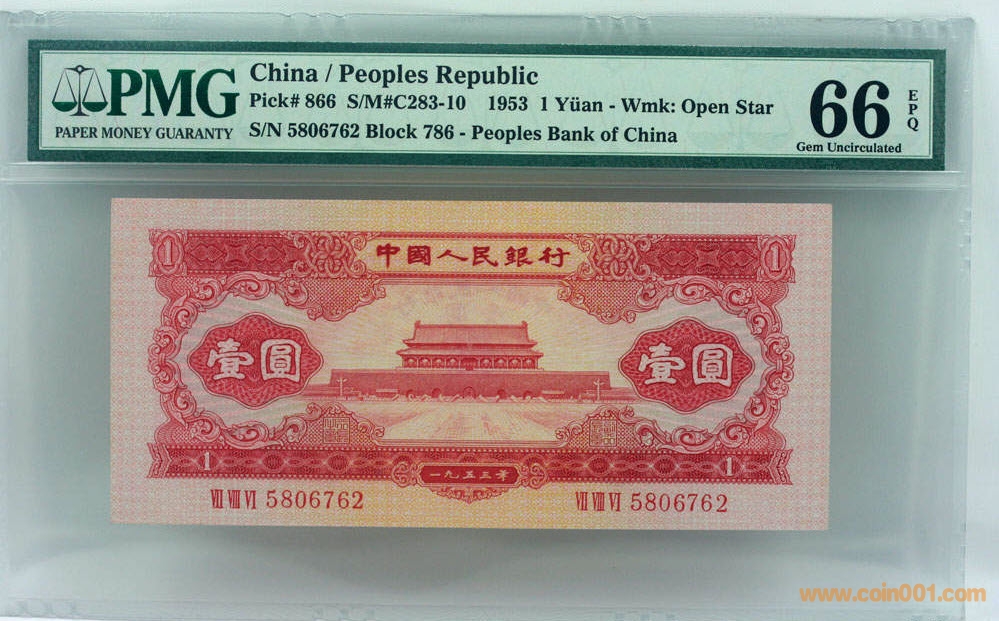 PMG
PAPER MONEY GUARANTY
China / Peoples Republic
Pick# 866 S/M#C283-10 1953 1 Yüan - Wmk: Open Star
S/N 5806762 Block 786 - Peoples Bank of China
66
EPQ
Gem Uncirculated
1 中國人民銀行 1
壹圓 壹圓
1 一九五三年 1
VII VIII VI 5806762 VII VIII VI 5806762
www.coin001.com